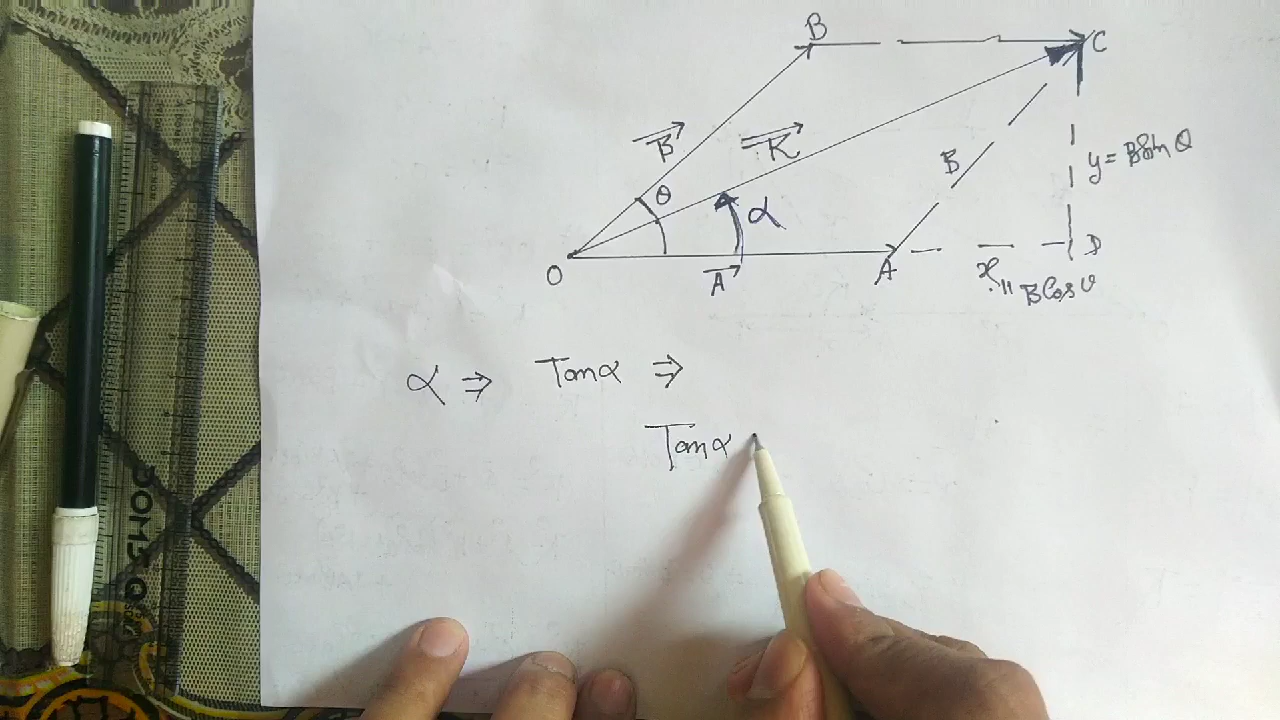 B
C
B
R
θ
α
B
y = B Sin θ
O
A
A
x
D
=
B Cos θ
α ⇒ Tan α ⇒
Tan α